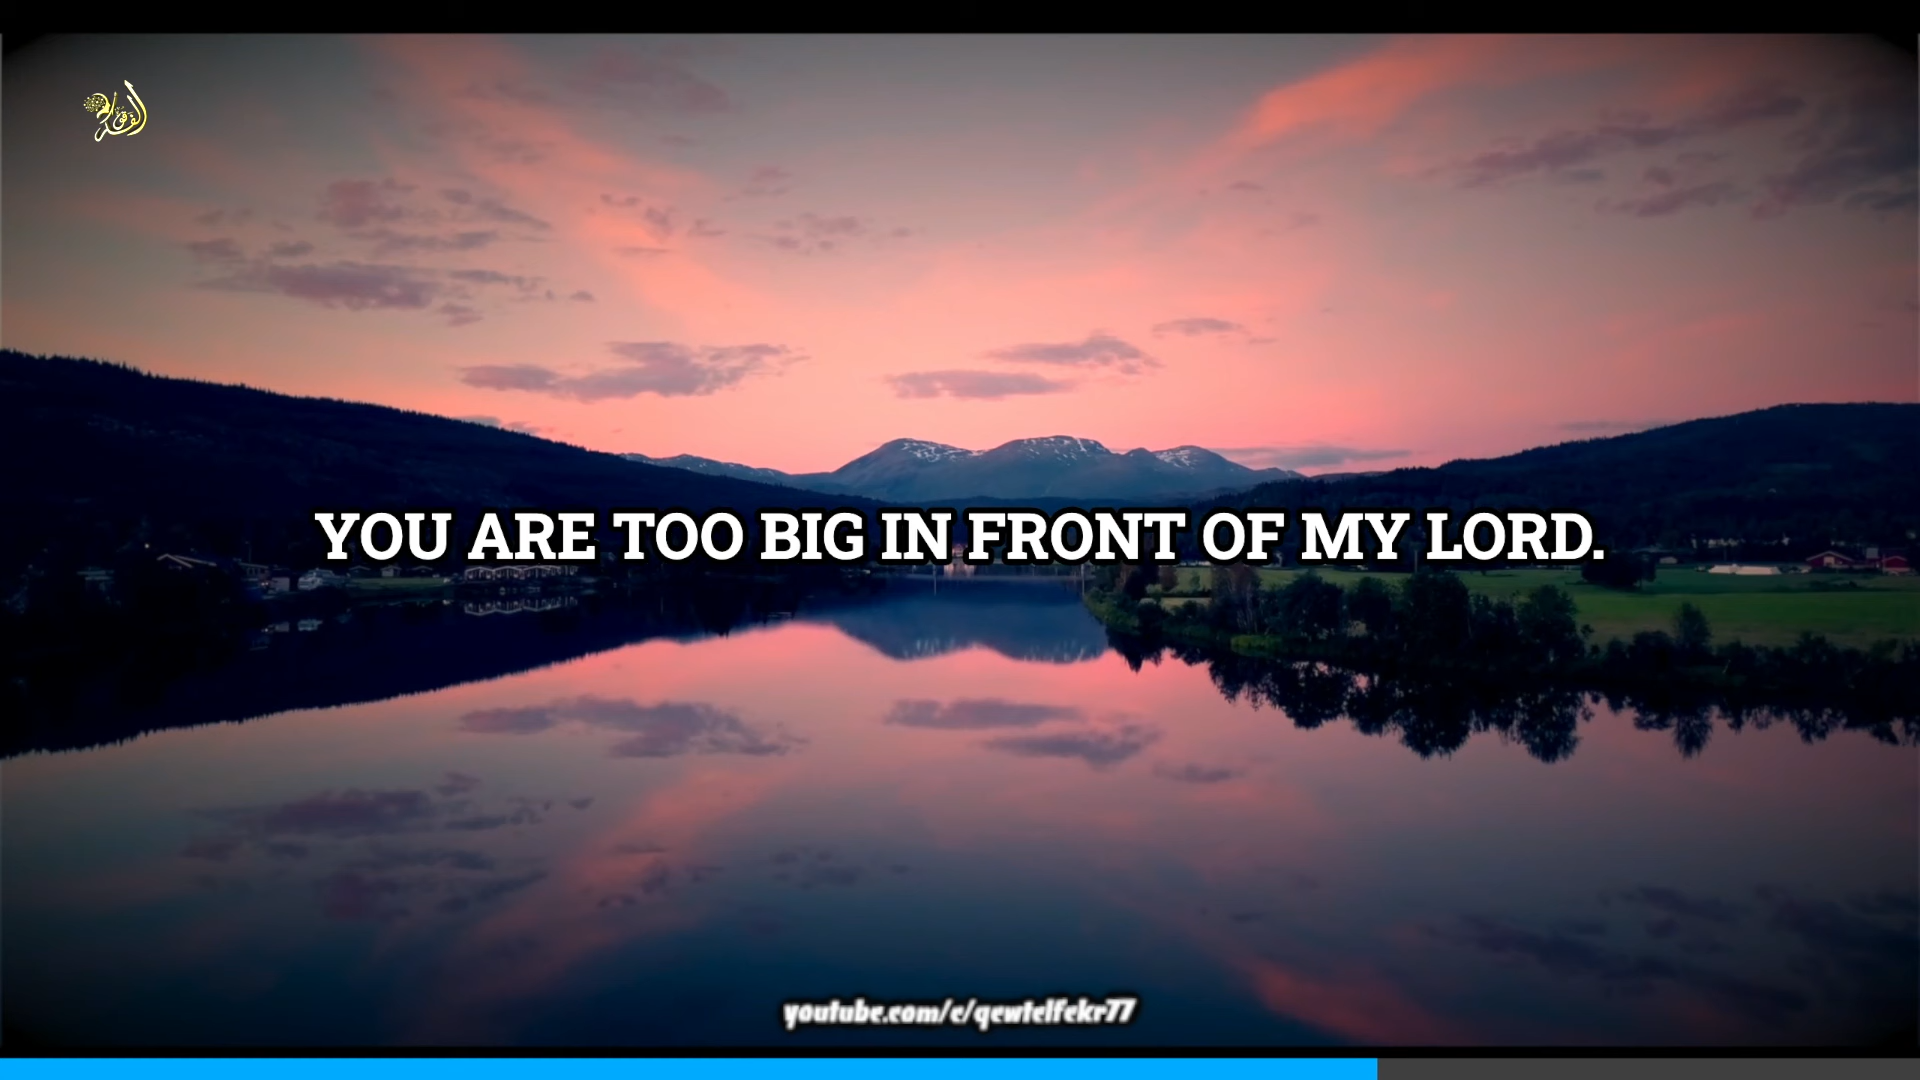 YOU ARE TOO BIG IN FRONT OF MY LORD.
youtube.com/c/qewtelfekr77